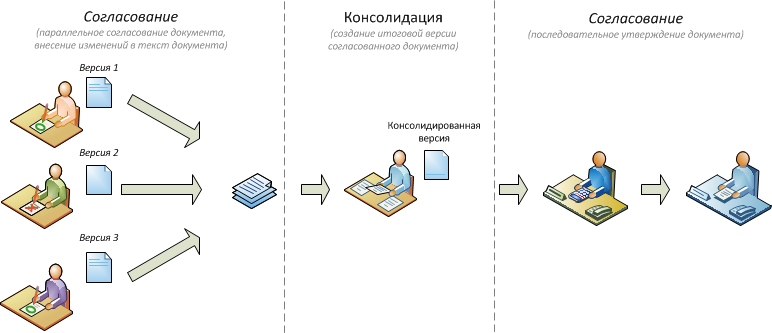 Согласование
(параллельное согласование документа,
внесение изменений в текст документа)
Версия 1
Версия 2
Версия 3
Консолидация
(создание итоговой версии
согласованного документа)
Консолидированная
версия
Согласование
(последовательное утверждение документа)